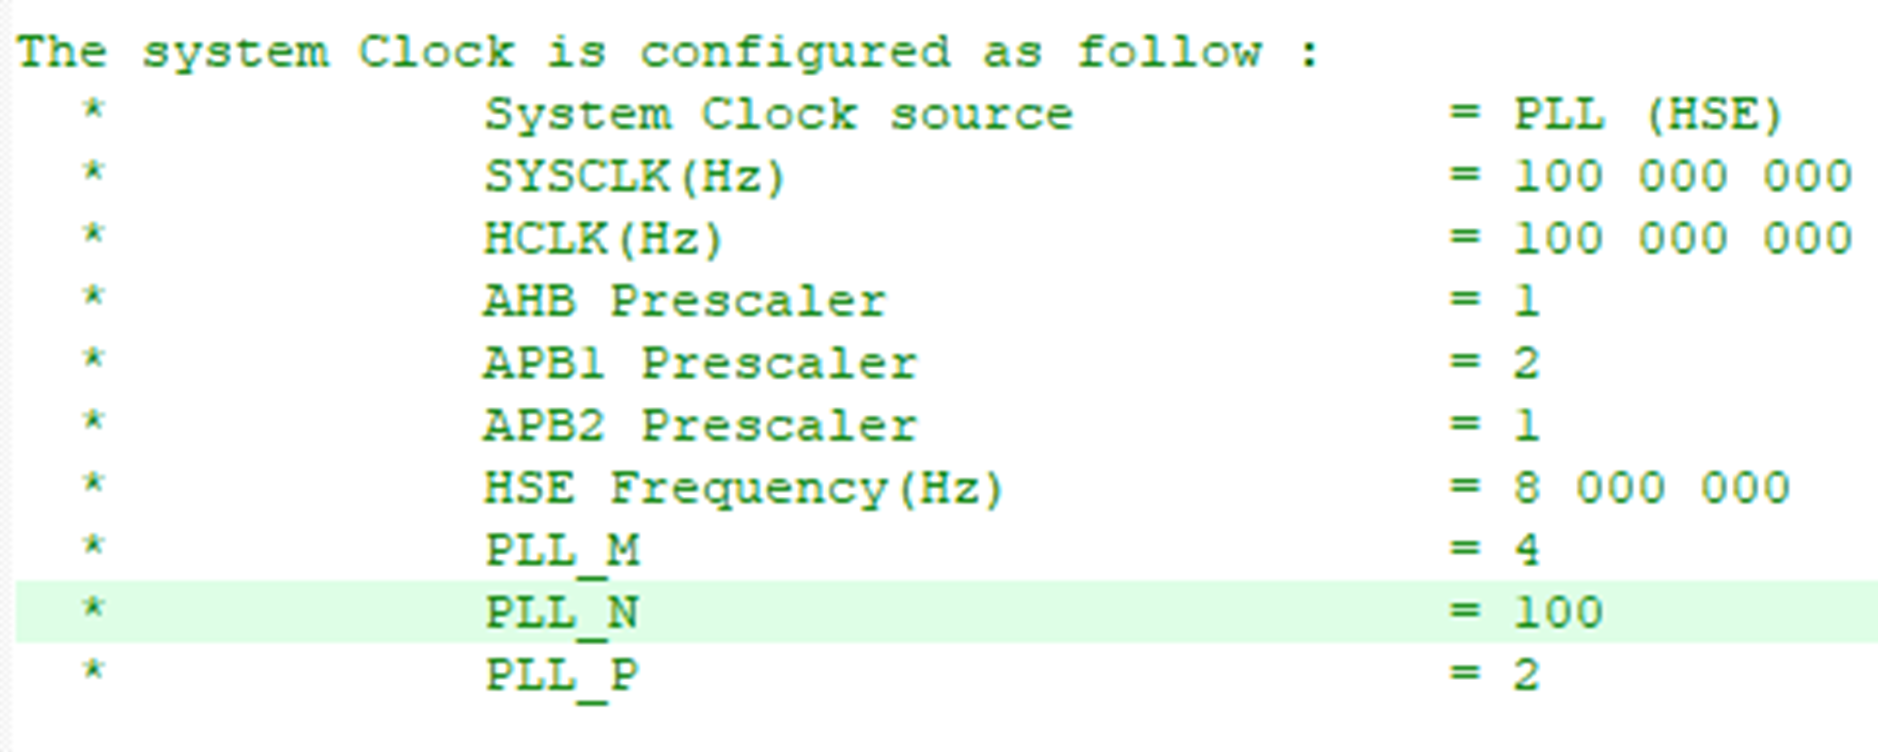 The system Clock is configured as follow :
* System Clock source = PLL (HSE)
* SYSCLK(Hz) = 100 000 000
* HCLK(Hz) = 100 000 000
* AHB Prescaler = 1
* APB1 Prescaler = 2
* APB2 Prescaler = 1
* HSE Frequency(Hz) = 8 000 000
* PLL_M = 4
* PLL_N = 100
* PLL_P = 2